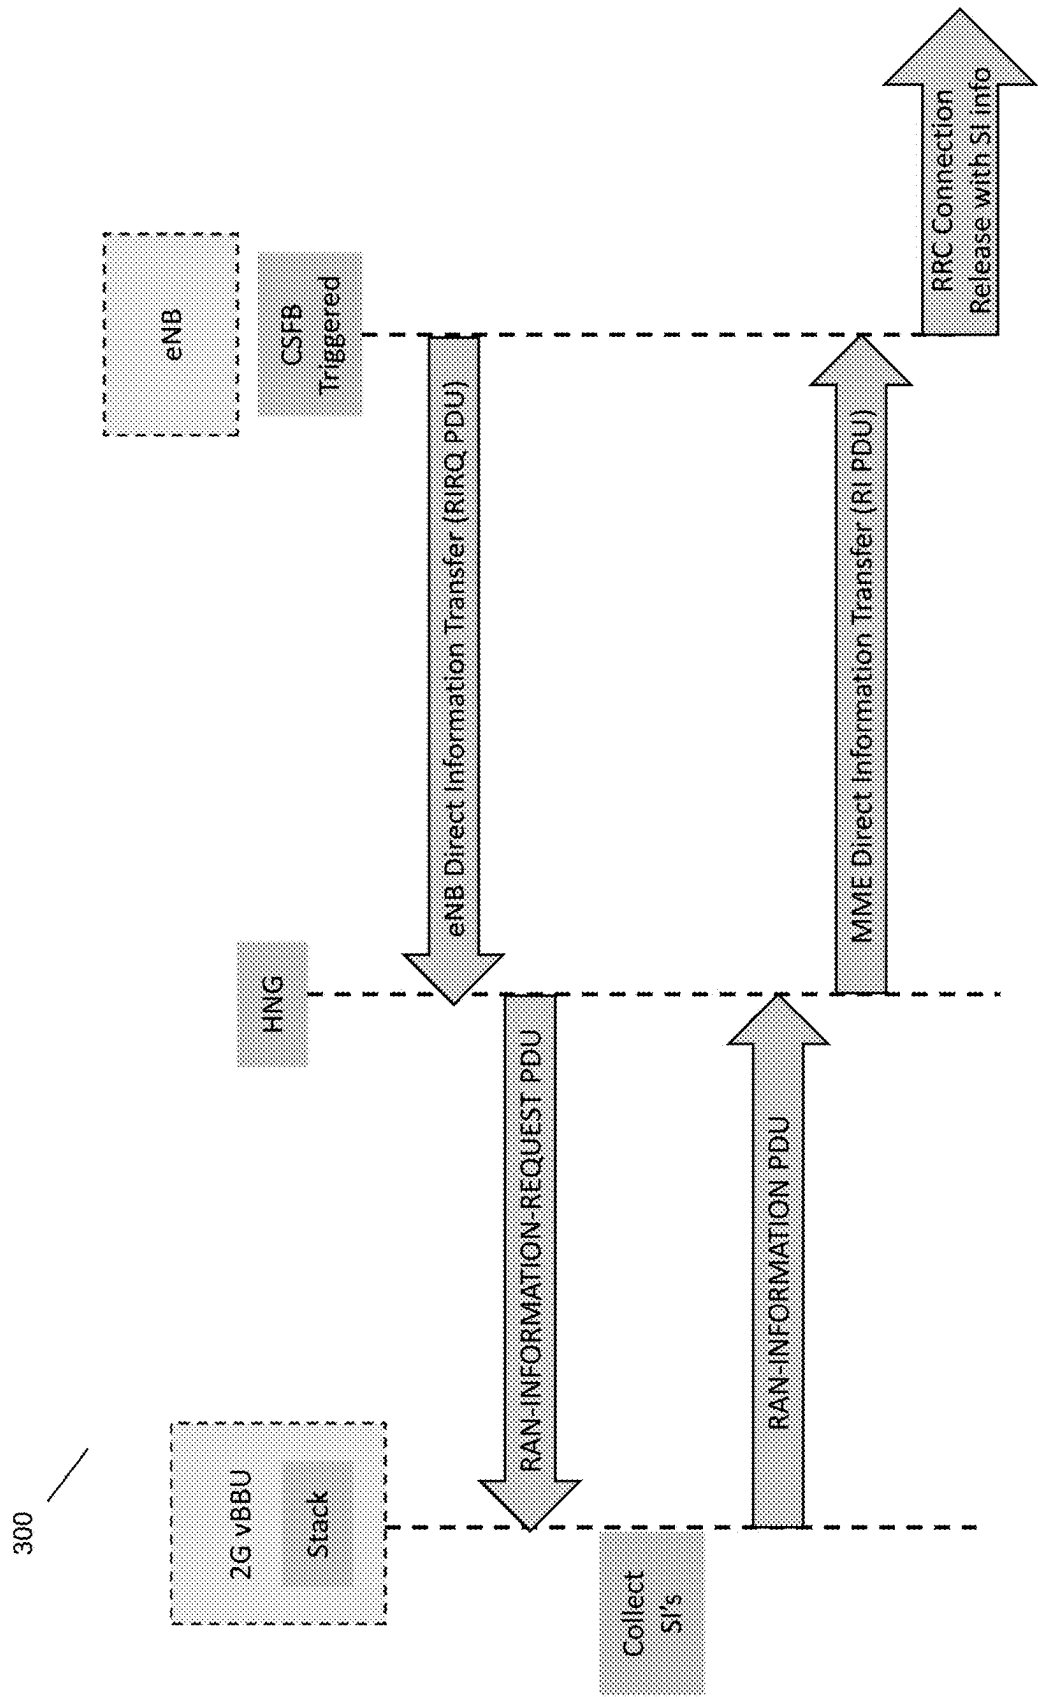 300
2G vBBU
Stack
HNG
eNB
CSFB
Triggered
eNB Direct Information Transfer (RIRQ PDU)
RAN-INFORMATION-REQUEST PDU
Collect
SI's
RAN-INFORMATION PDU
MME Direct Information Transfer (RI PDU)
RRC Connection
Release with SI info